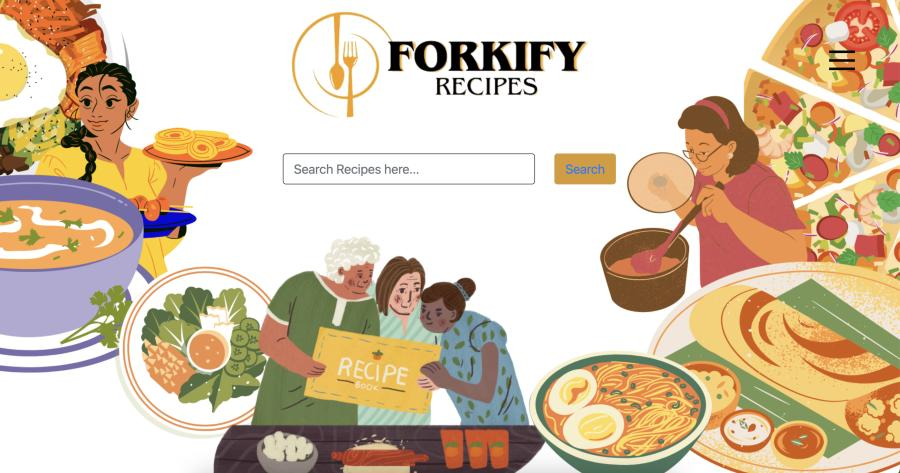 FORKIFY
RECIPES
Search Recipes here...
Search
RECIPE
BOOK